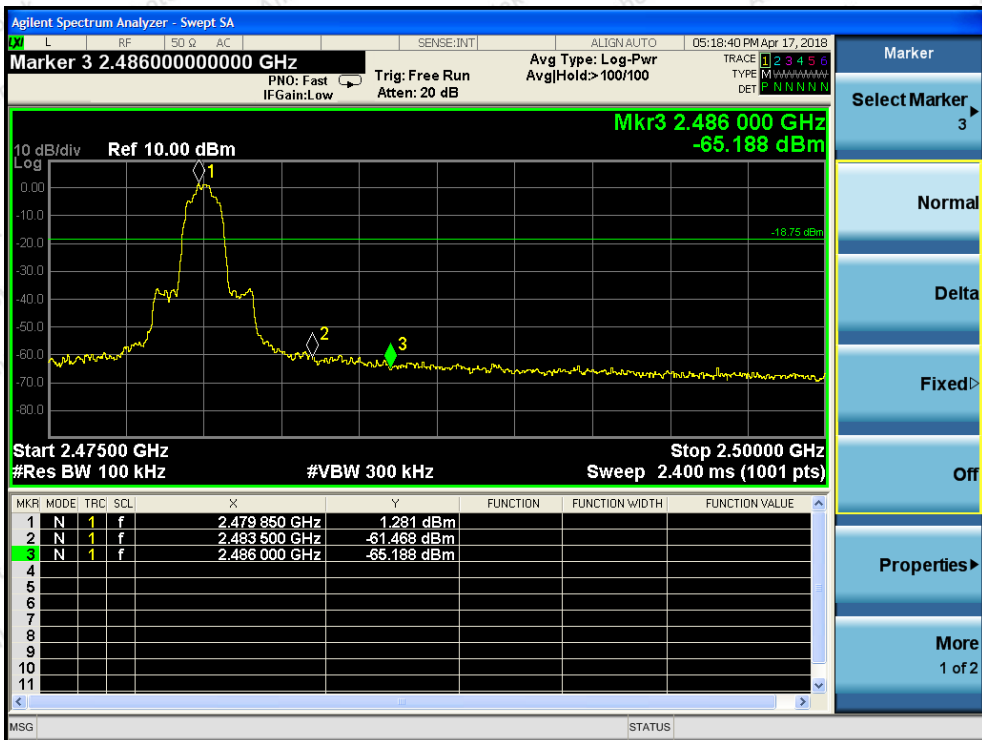 Agilent Spectrum Analyzer - Swept SA
LXI L RF 50 Ω AC SENSE:INT ALIGN AUTO 05:18:40 PM Apr 17, 2018
Marker 3 2.486000000000 GHz
PNO: Fast
IFGain:Low
Trig: Free Run
Atten: 20 dB
Avg Type: Log-Pwr
Avg|Hold:> 100/100
TRACE 1 2 3 4 5 6
TYPE M
DET P N N N N N
Mkr3 2.486 000 GHz
-65.188 dBm
10 dB/div Ref 10.00 dBm
Log
1
0.00
-10.0
-18.75 dBm
-20.0
-30.0
-40.0
-50.0
2
3
-60.0
-70.0
-80.0
Start 2.47500 GHz Stop 2.50000 GHz
#Res BW 100 kHz #VBW 300 kHz Sweep 2.400 ms (1001 pts)
MKR MODE TRC SCL X Y FUNCTION FUNCTION WIDTH FUNCTION VALUE
1 N 1 f 2.479 850 GHz 1.281 dBm
2 N 1 f 2.483 500 GHz -61.468 dBm
3 N 1 f 2.486 000 GHz -65.188 dBm
4
5
6
7
8
9
10
11
MSG STATUS
Marker
Select Marker
3
Normal
Delta
Fixed
Off
Properties
More
1 of 2